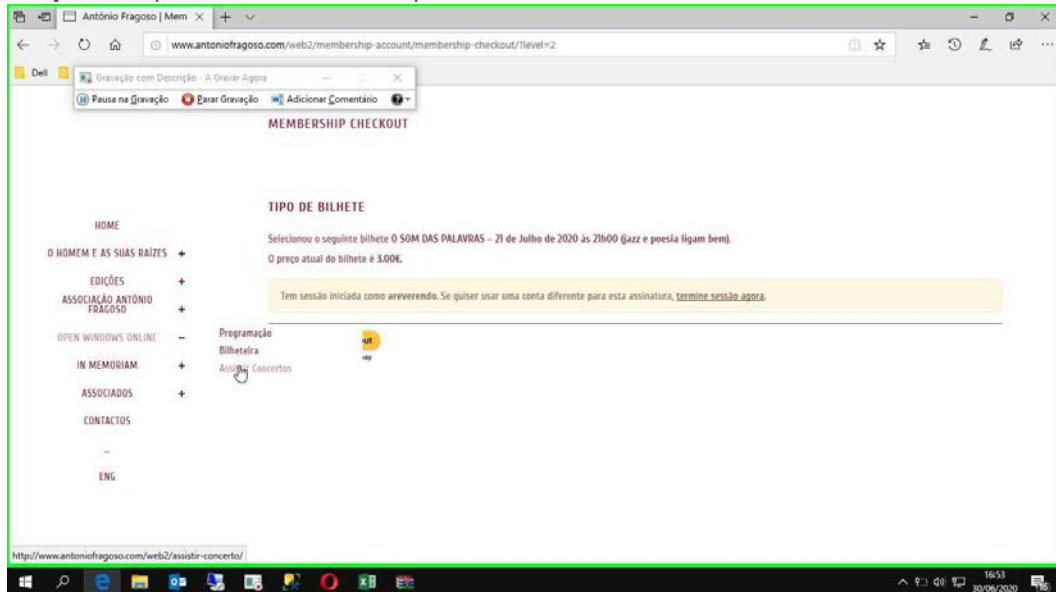 António Fragoso | Mem
www.antoniofragoso.com/web2/membership-account/membership-checkout/?level=2
Dell
Gravação com Descrição - A Gravar Agora
Pausa na Gravação Parar Gravação Adicionar Comentário
MEMBERSHIP CHECKOUT
TIPO DE BILHETE
HOME
Selecionou o seguinte bilhete O SOM DAS PALAVRAS – 21 de Julho de 2020 às 21h00 (jazz e poesia ligam bem).
O HOMEM E AS SUAS RAÍZES +
O preço atual do bilhete é 3.00€.
EDIÇÕES +
Tem sessão iniciada como areverendo. Se quiser usar uma conta diferente para esta assinatura, termine sessão agora.
ASSOCIAÇÃO ANTÓNIO
FRAGOSO +
OPEN WINDOWS ONLINE –
Programação
Bilheteira
Assistir Concertos
out
IN MEMORIAM +
ASSOCIADOS +
CONTACTOS
–
ENG
http://www.antoniofragoso.com/web2/assistir-concerto/
16:53
30/06/2020